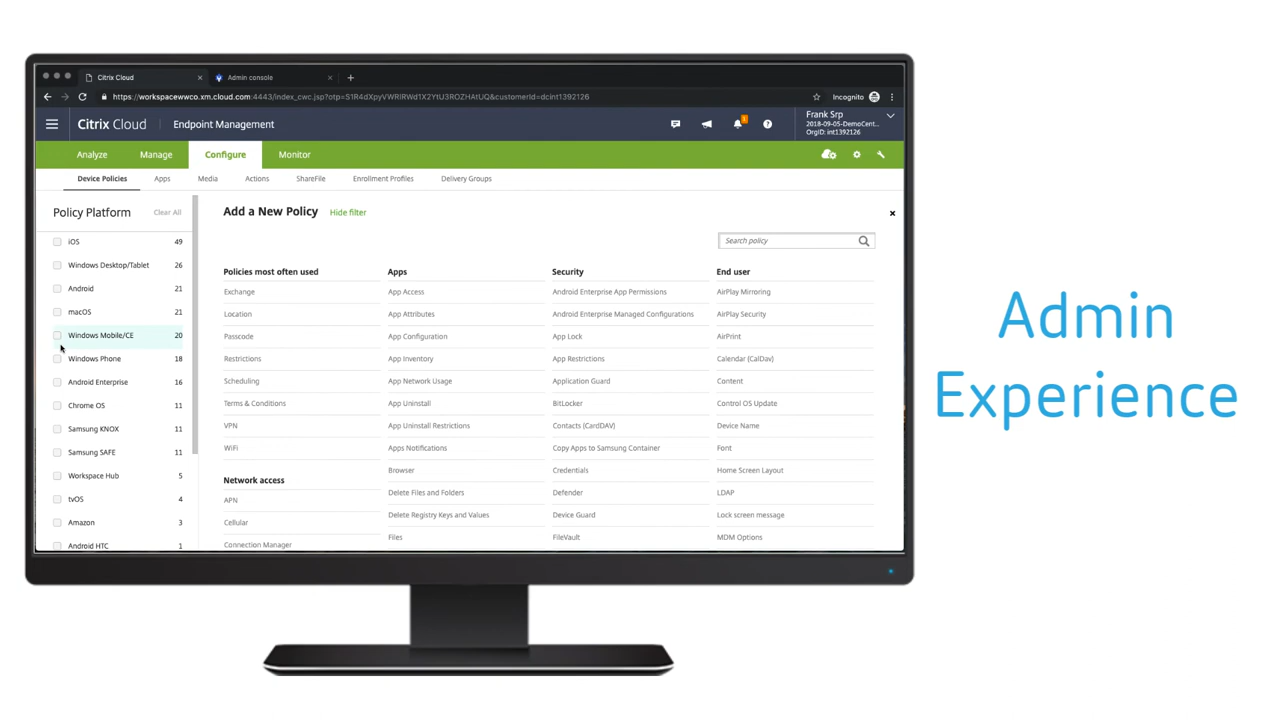 Citrix Cloud
Admin console
https://workspacewwco.xm.cloud.com:4443/index_cwc.jsp?otp=S1R4dXpyVWRIRWd1X2YtU3ROZHAtUQ&customerId=dcint1392126
Incognito
Citrix Cloud Endpoint Management
1
Frank Srp
2018-09-05-DemoCent...
OrgID: int1392126
Analyze Manage Configure Monitor
Device Policies Apps Media Actions ShareFile Enrollment Profiles Delivery Groups
Policy Platform Clear All
iOS 49
Windows Desktop/Tablet 26
Android 21
macOS 21
Windows Mobile/CE 20
Windows Phone 18
Android Enterprise 16
Chrome OS 11
Samsung KNOX 11
Samsung SAFE 11
Workspace Hub 5
tvOS 4
Amazon 3
Android HTC 1
Add a New Policy Hide filter
Search policy
Policies most often used
Exchange
Location
Passcode
Restrictions
Scheduling
Terms & Conditions
VPN
WiFi
Network access
APN
Cellular
Connection Manager
Apps
App Access
App Attributes
App Configuration
App Inventory
App Network Usage
App Uninstall
App Uninstall Restrictions
Apps Notifications
Browser
Delete Files and Folders
Delete Registry Keys and Values
Files
Security
Android Enterprise App Permissions
Android Enterprise Managed Configurations
App Lock
App Restrictions
Application Guard
BitLocker
Contacts (CardDAV)
Copy Apps to Samsung Container
Credentials
Defender
Device Guard
FileVault
End user
AirPlay Mirroring
AirPlay Security
AirPrint
Calendar (CalDav)
Content
Control OS Update
Device Name
Font
Home Screen Layout
LDAP
Lock screen message
MDM Options
Admin
Experience